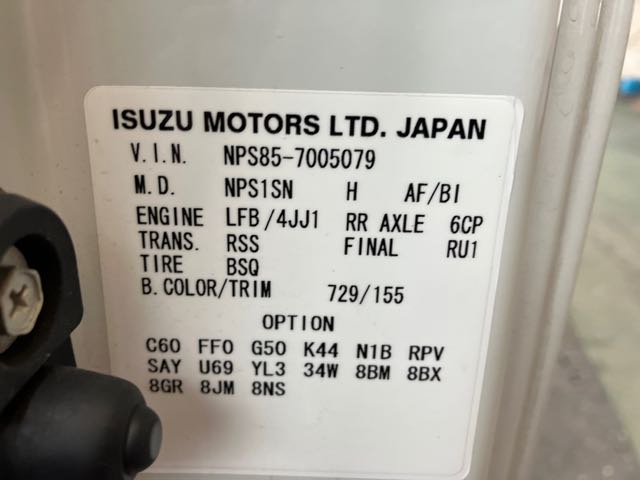 ISUZU MOTORS LTD. JAPAN
V.I.N. NPS85-7005079
M.D. NPS1SN H AF/BI
ENGINE LFB/4JJ1 RR AXLE 6CP
TRANS. RSS FINAL RU1
TIRE BSQ
B.COLOR/TRIM 729/155
OPTION
C60 FF0 G50 K44 N1B RPV
SAY U69 YL3 34W 8BM 8BX
8GR 8JM 8NS